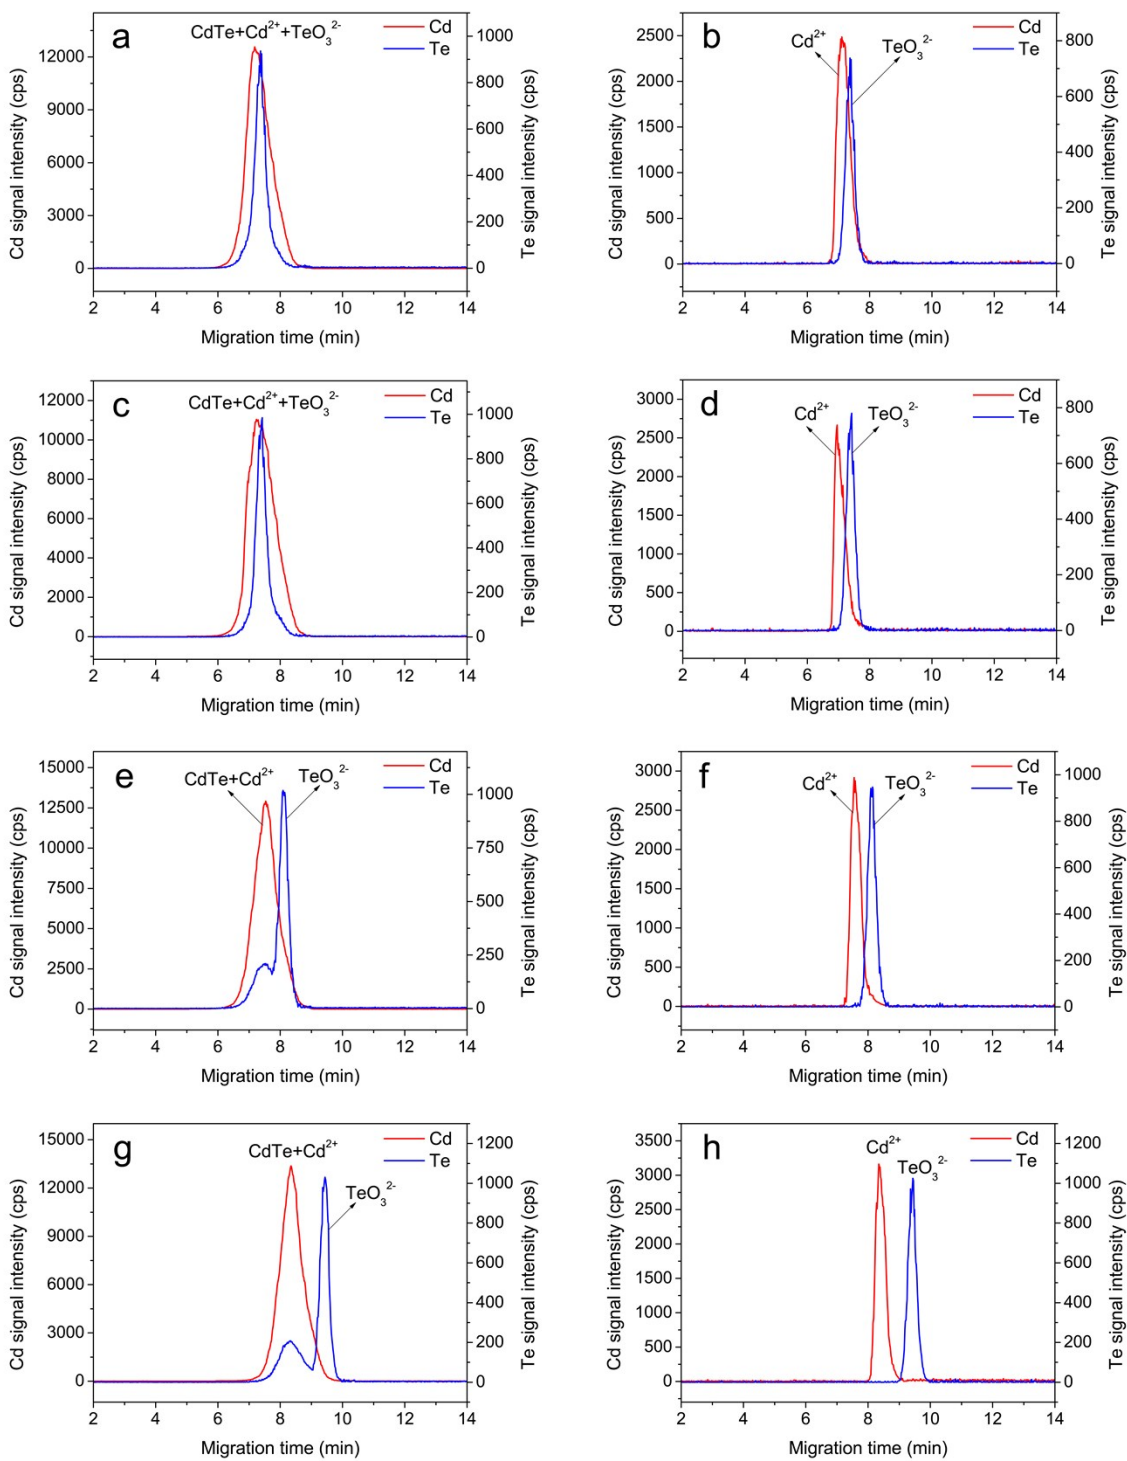 a
CdTe+Cd²⁺+TeO₃²⁻
Cd
Te
12000
9000
6000
3000
0
1000
800
600
400
200
0
Cd signal intensity (cps)
Te signal intensity (cps)
2 4 6 8 10 12 14
Migration time (min)
b
Cd²⁺
TeO₃²⁻
Cd
Te
2500
2000
1500
1000
500
0
800
600
400
200
0
Cd signal intensity (cps)
Te signal intensity (cps)
2 4 6 8 10 12 14
Migration time (min)
c
CdTe+Cd²⁺+TeO₃²⁻
Cd
Te
12000
10000
8000
6000
4000
2000
0
1000
800
600
400
200
0
Cd signal intensity (cps)
Te signal intensity (cps)
2 4 6 8 10 12 14
Migration time (min)
d
Cd²⁺
TeO₃²⁻
Cd
Te
3000
2500
2000
1500
1000
500
0
800
600
400
200
0
Cd signal intensity (cps)
Te signal intensity (cps)
2 4 6 8 10 12 14
Migration time (min)
e
CdTe+Cd²⁺
TeO₃²⁻
Cd
Te
15000
12500
10000
7500
5000
2500
0
1000
750
500
250
0
Cd signal intensity (cps)
Te signal intensity (cps)
2 4 6 8 10 12 14
Migration time (min)
f
Cd²⁺
TeO₃²⁻
Cd
Te
3000
2500
2000
1500
1000
500
0
1000
800
600
400
200
0
Cd signal intensity (cps)
Te signal intensity (cps)
2 4 6 8 10 12 14
Migration time (min)
g
CdTe+Cd²⁺
TeO₃²⁻
Cd
Te
15000
12000
9000
6000
3000
0
1200
1000
800
600
400
200
0
Cd signal intensity (cps)
Te signal intensity (cps)
2 4 6 8 10 12 14
Migration time (min)
h
Cd²⁺
TeO₃²⁻
Cd
Te
3500
3000
2500
2000
1500
1000
500
0
1200
1000
800
600
400
200
0
Cd signal intensity (cps)
Te signal intensity (cps)
2 4 6 8 10 12 14
Migration time (min)